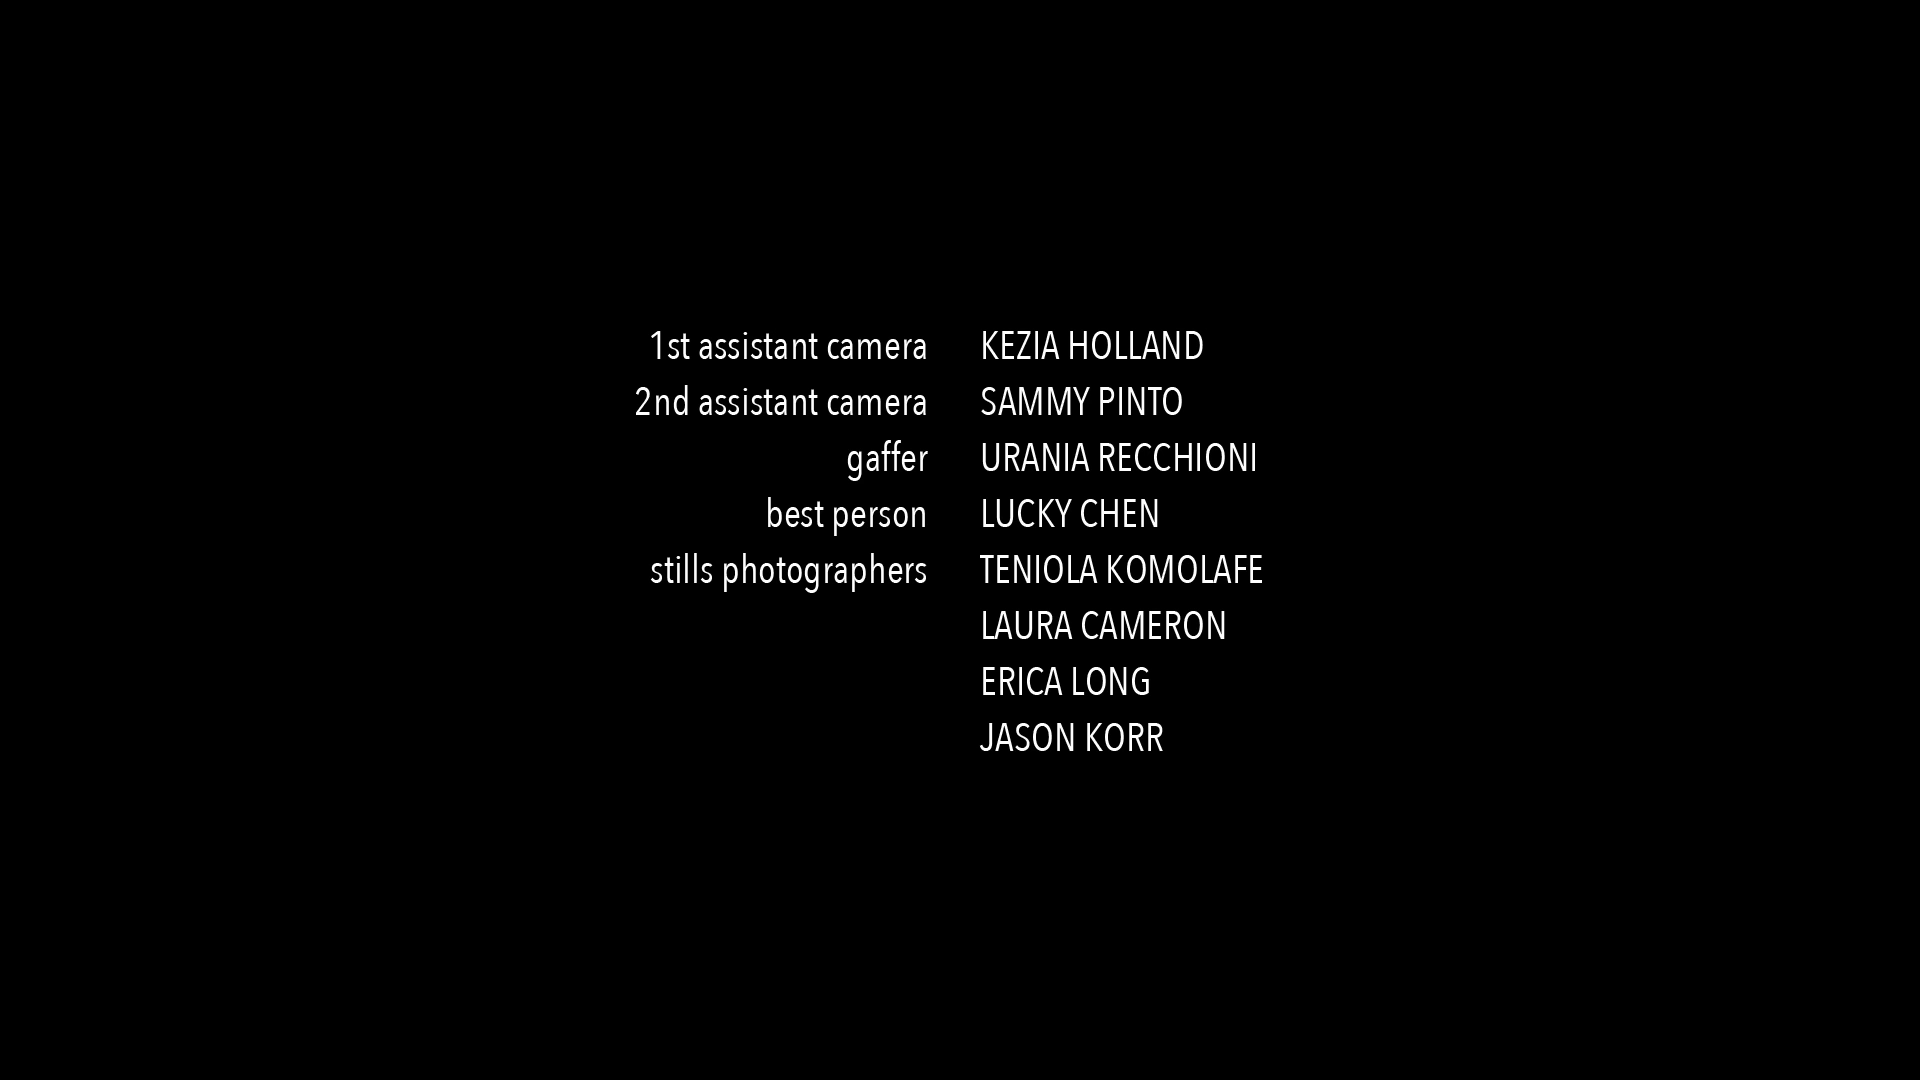 1st assistant camera KEZIA HOLLAND
2nd assistant camera SAMMY PINTO
gaffer URANIA RECCHIONI
best person LUCKY CHEN
stills photographers TENIOLA KOMOLAFE
LAURA CAMERON
ERICA LONG
JASON KORR